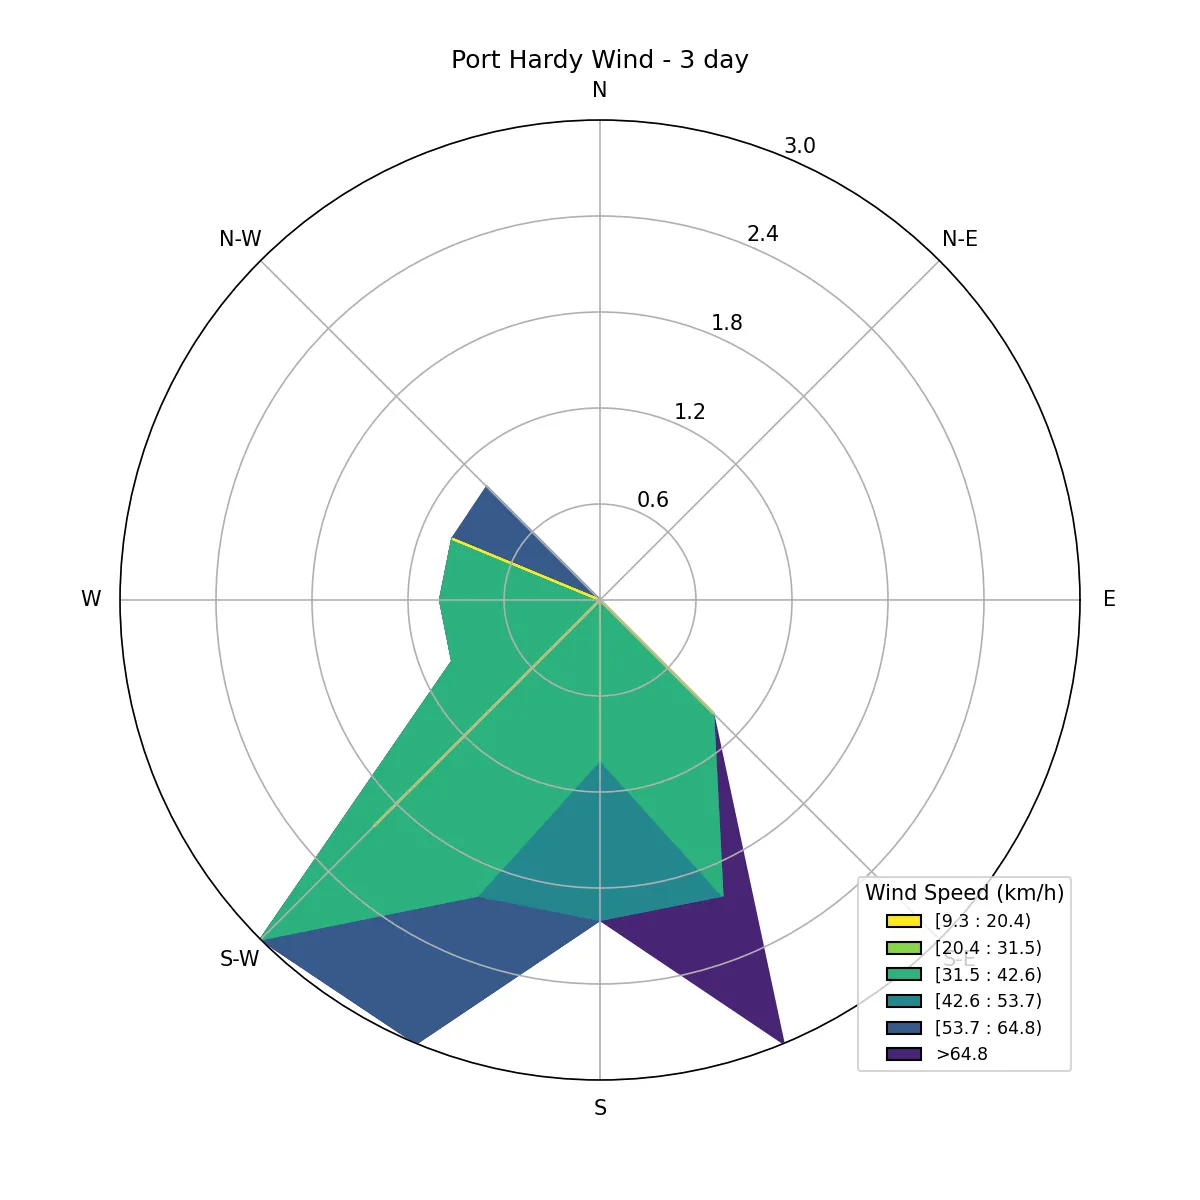 Port Hardy Wind - 3 day
N
3.0
N-W
N-E
2.4
1.8
1.2
0.6
W
E
Wind Speed (km/h)
[9.3 : 20.4)
[20.4 : 31.5)
S-W
S-E
[31.5 : 42.6)
[42.6 : 53.7)
[53.7 : 64.8)
>64.8
S